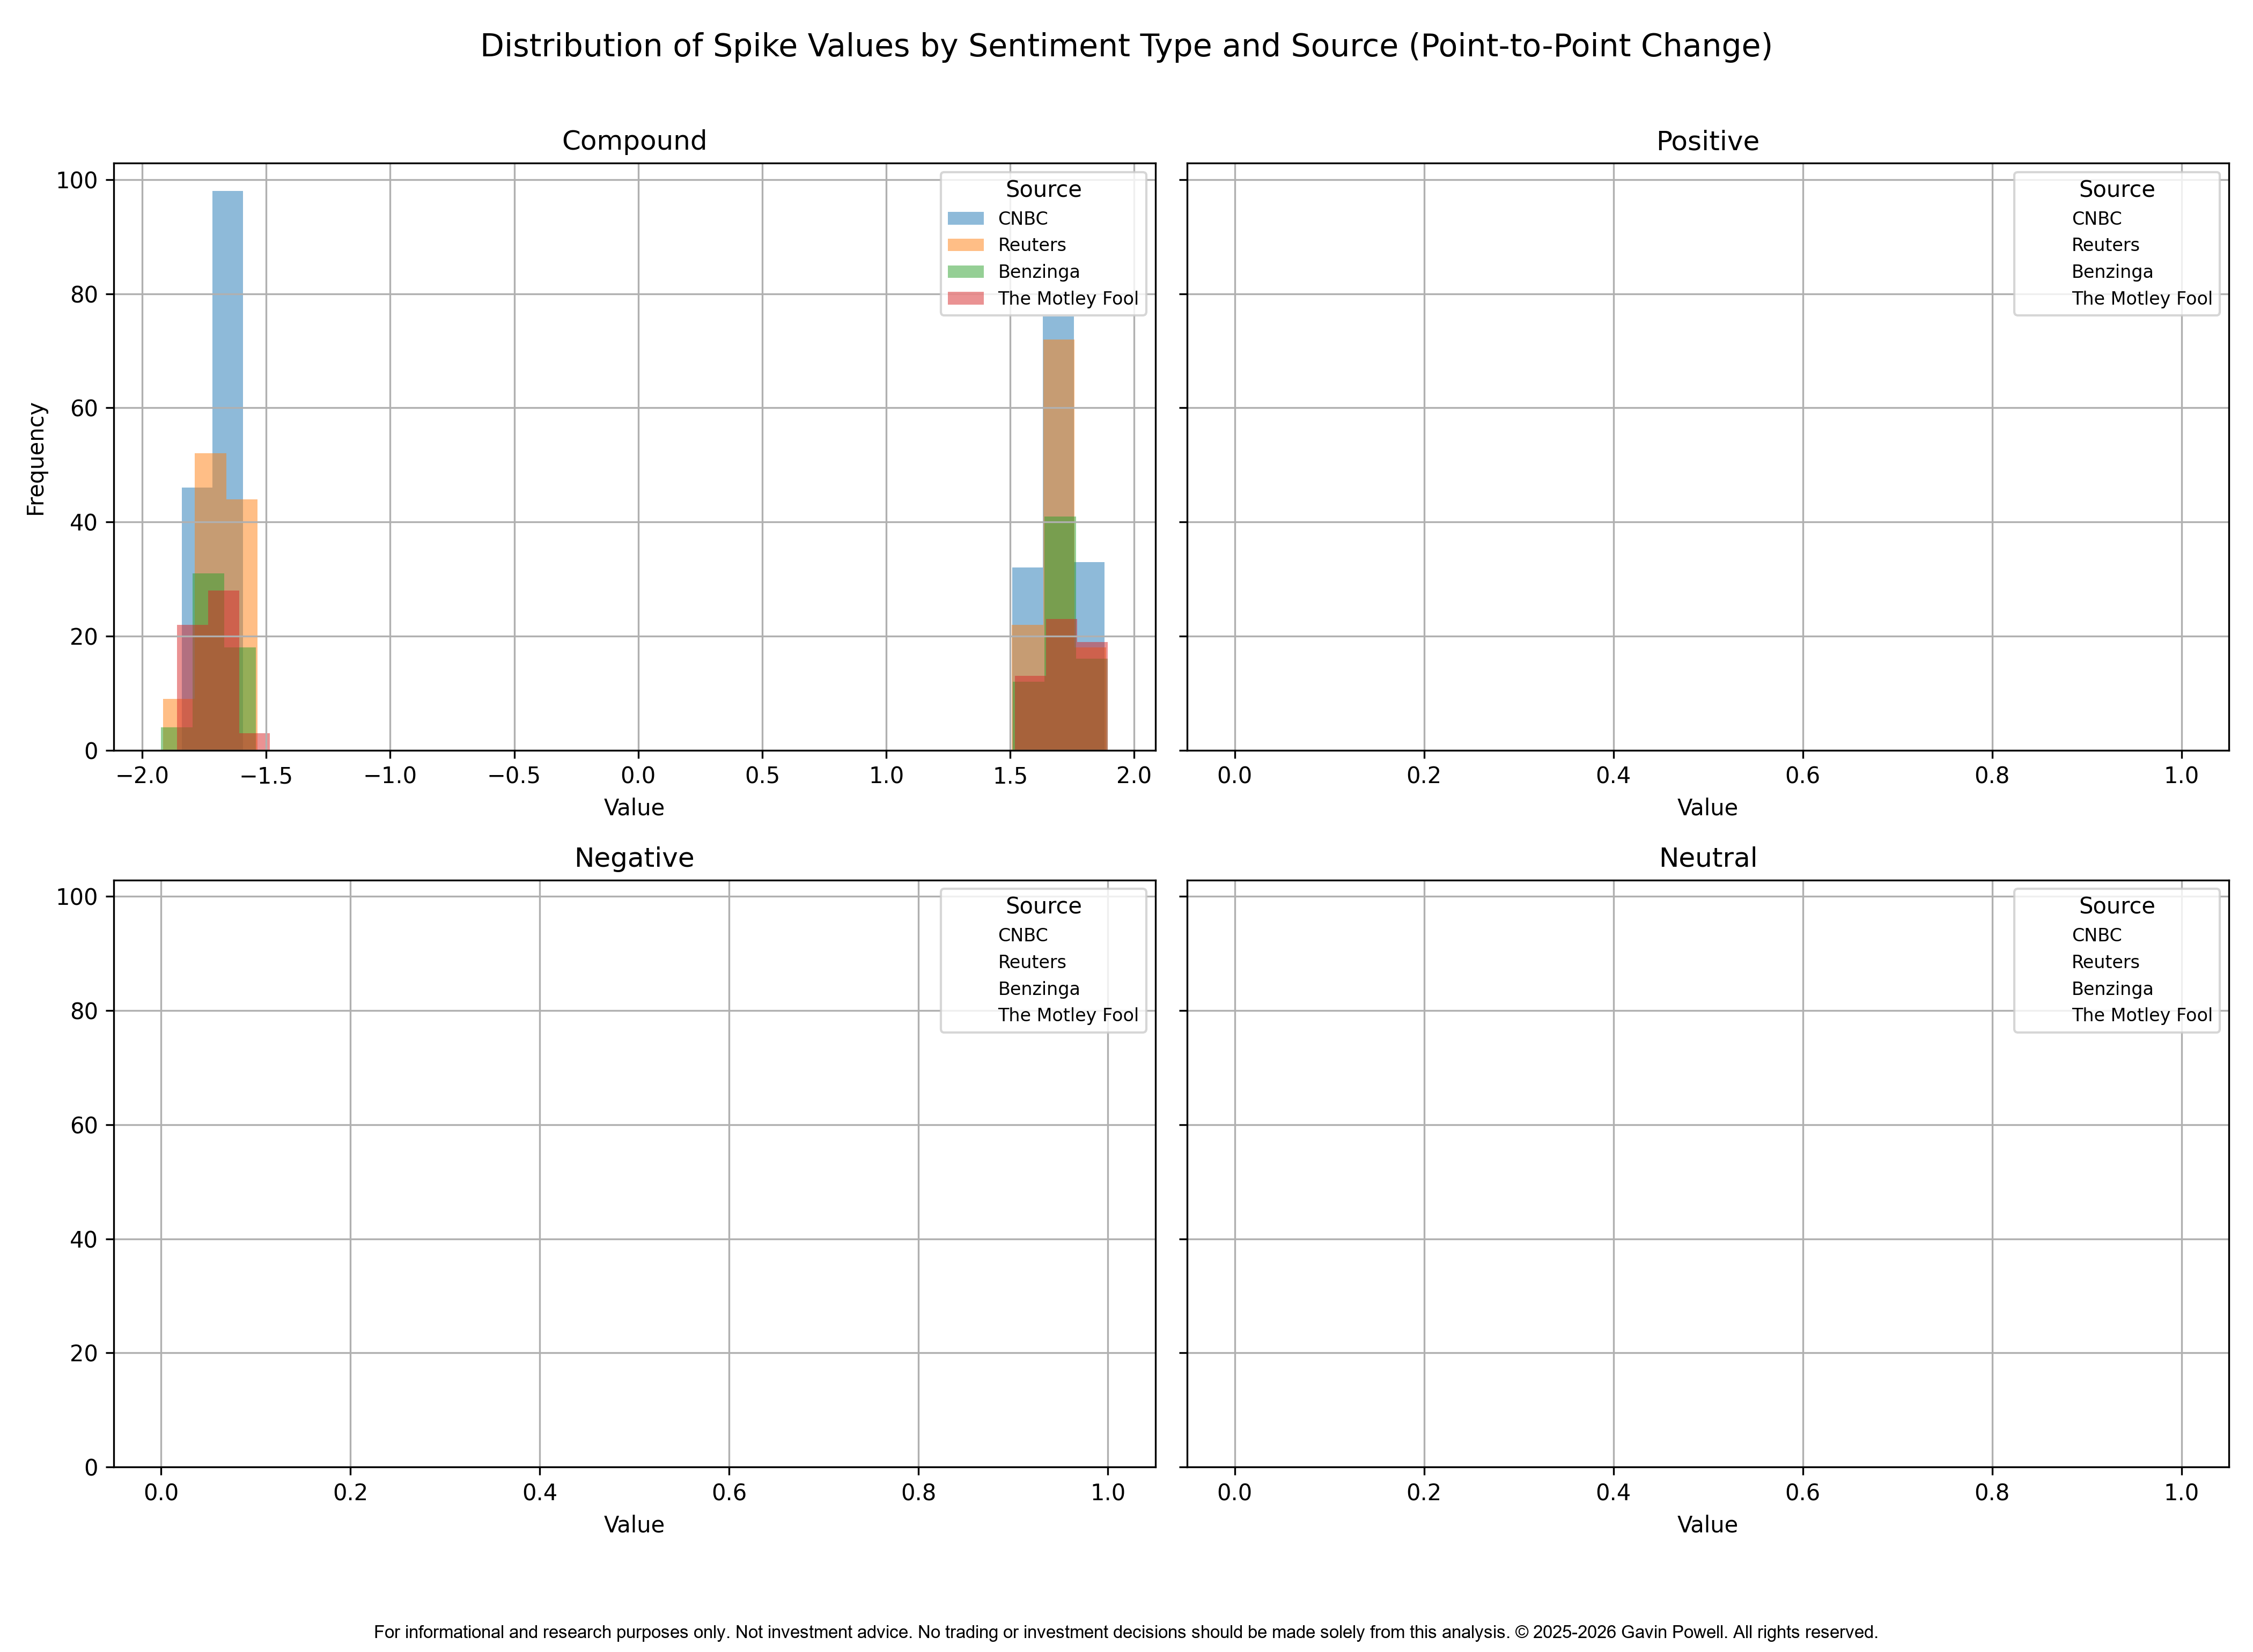 Distribution of Spike Values by Sentiment Type and Source (Point-to-Point Change)
Compound
Frequency
100
80
60
40
20
0
−2.0 −1.5 −1.0 −0.5 0.0 0.5 1.0 1.5 2.0
Value
Source
CNBC
Reuters
Benzinga
The Motley Fool
Positive
0.0 0.2 0.4 0.6 0.8 1.0
Value
Source
CNBC
Reuters
Benzinga
The Motley Fool
Negative
100
80
60
40
20
0
0.0 0.2 0.4 0.6 0.8 1.0
Value
Source
CNBC
Reuters
Benzinga
The Motley Fool
Neutral
0.0 0.2 0.4 0.6 0.8 1.0
Value
Source
CNBC
Reuters
Benzinga
The Motley Fool
For informational and research purposes only. Not investment advice. No trading or investment decisions should be made solely from this analysis. © 2025-2026 Gavin Powell. All rights reserved.